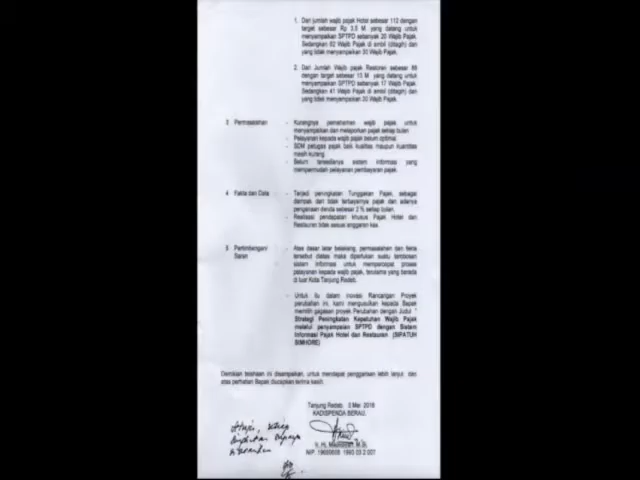 1. Dari jumlah wajib pajak Hotel sebesar 112 dengan
target sebesar Rp 3,5 M yang datang untuk
menyampaikan SPTPD sebanyak 20 Wajib Pajak.
Sedangkan 62 Wajib Pajak di ambil (ditagih) dan
yang tidak menyampaikan 30 Wajib Pajak.
2. Dari Jumlah Wajib pajak Restoran sebesar 88
dengan target sebesar 13 M yang datang untuk
menyampaikan SPTPD sebanyak 17 Wajib Pajak.
Sedangkan 41 Wajib Pajak di ambil (ditagih) dan
yang tidak menyampaikan 30 Wajib Pajak.
3 Permasalahan - Kurangnya pemahaman wajib pajak untuk
menyampaikan dan melaporkan pajak setiap bulan
- Pelayanan kepada wajib pajak belum optimal.
- SDM petugas pajak baik kualitas maupun kuantitas
masih kurang.
- Belum tersedianya sistem informasi yang
mempermudah pelayanan pembayaran pajak.
4 Fakta dan Data - Terjadi peningkatan Tunggakan Pajak, sebagai
dampak dari tidak terbayarnya pajak dan adanya
pengenaan denda sebesar 2 % setiap bulan.
- Realisasi pendapatan khusus Pajak Hotel dan
Restauran tidak sesuai anggaran kas.
5 Pertimbangan/ - Atas dasar latar belakang, permasalahan dan
Saran
tersebut diatas maka diperlukan suatu terobosan
sistem informasi untuk mempercepat proses
pelayanan kepada wajib pajak, terutama yang berada
di luar Kota Tanjung Redeb.
- Untuk itu dalam inovasi Rancangan Proyek
perubahan ini, kami mengusulkan kepada Bapak
memilih gagasan proyek Perubahan dengan Judul "
Strategi Peningkatan Kepatuhan Wajib Pajak
melalui penyampaian SPTPD dengan Sistem
Informasi Pajak Hotel dan Restauran (SIPATUH
SIMHORE)
Demikian telaahan ini disampaikan, untuk mendapat penggarisan lebih lanjut dan
atas perhatian Bapak diucapkan terima kasih.
Tanjung Redeb, 3 Mei 2016
KADISPENDA BERAU,